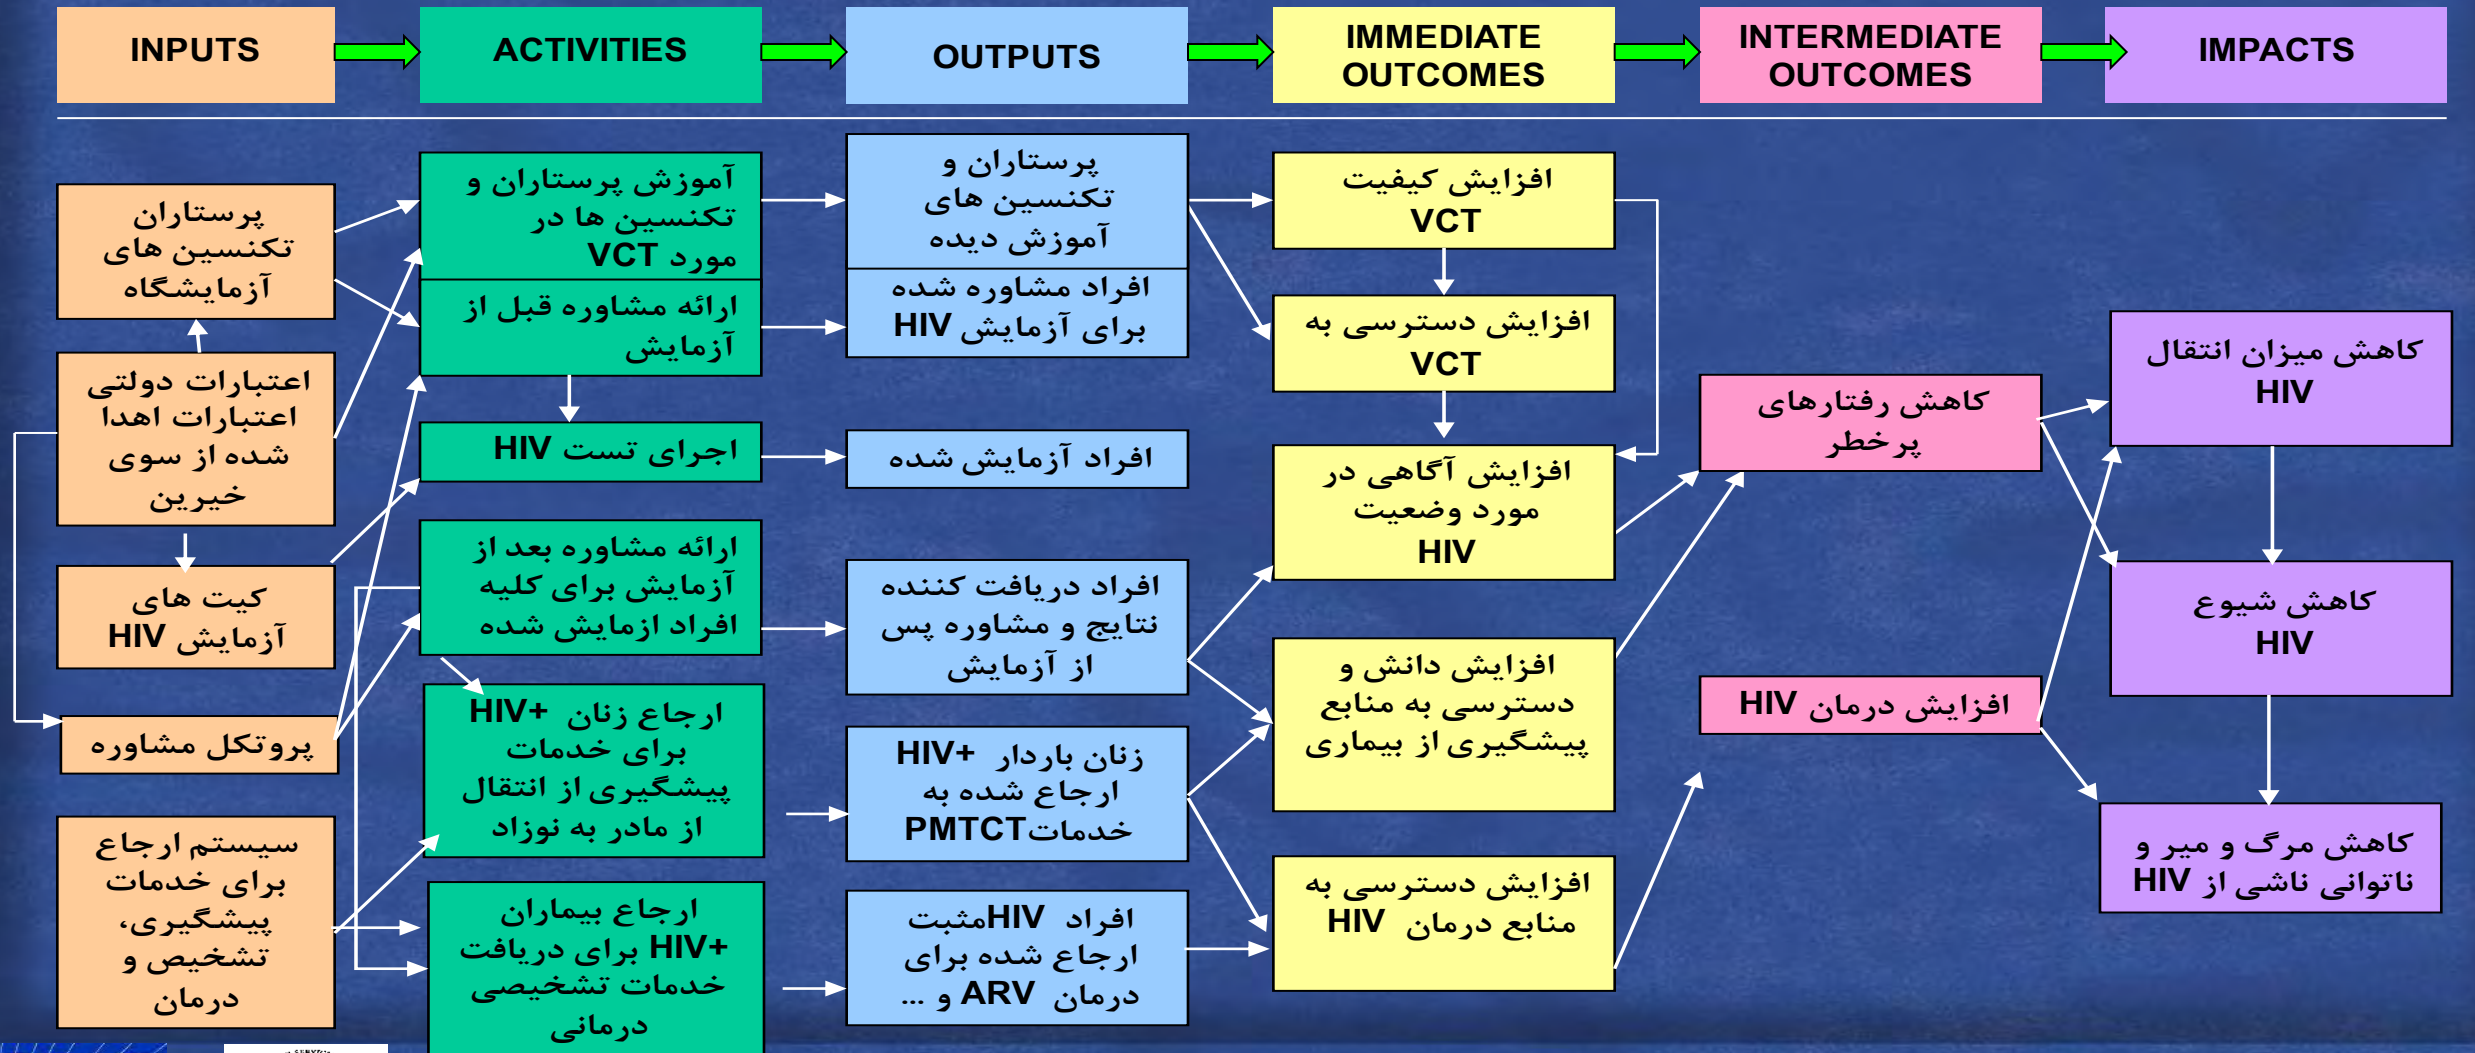 INPUTS
ACTIVITIES
OUTPUTS
IMMEDIATE
OUTCOMES
INTERMEDIATE
OUTCOMES
IMPACTS
پرستاران
تکنسین های
آزمایشگاه
اعتبارات دولتی
اعتبارات اهدا
شده از سوی
خیرین
کیت های
آزمایش HIV
پروتکل مشاوره
سیستم ارجاع
برای خدمات
پیشگیری،
تشخیص و
درمان
آموزش پرستاران و
تکنسین ها در
مورد VCT
ارائه مشاوره قبل از
آزمایش
اجرای تست HIV
ارائه مشاوره بعد از
آزمایش برای کلیه
افراد ازمایش شده
ارجاع زنان HIV+
برای خدمات
پیشگیری از انتقال
از مادر به نوزاد
ارجاع بیماران
HIV+ برای دریافت
خدمات تشخیصی
درمانی
پرستاران و
تکنسین های
آموزش دیده
افراد مشاوره شده
برای آزمایش HIV
افراد آزمایش شده
افراد دریافت کننده
نتایج و مشاوره پس
از آزمایش
زنان باردار HIV+
ارجاع شده به
خدمات PMTCT
افراد HIV مثبت
ارجاع شده برای
درمان ARV و ...
افزایش کیفیت
VCT
افزایش دسترسی به
VCT
افزایش آگاهی در
مورد وضعیت
HIV
افزایش دانش و
دسترسی به منابع
پیشگیری از بیماری
افزایش دسترسی به
منابع درمان HIV
کاهش رفتارهای
پرخطر
افزایش درمان HIV
کاهش میزان انتقال
HIV
کاهش شیوع
HIV
کاهش مرگ و میر و
ناتوانی ناشی از HIV